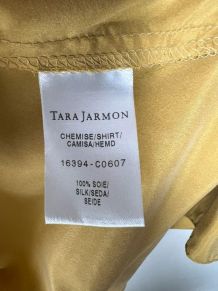 TARA JARMON
CHEMISE/SHIRT/
CAMISA/HEMD
16394-C0607
100% SOIE/
SILK/SEDA/
SEIDE